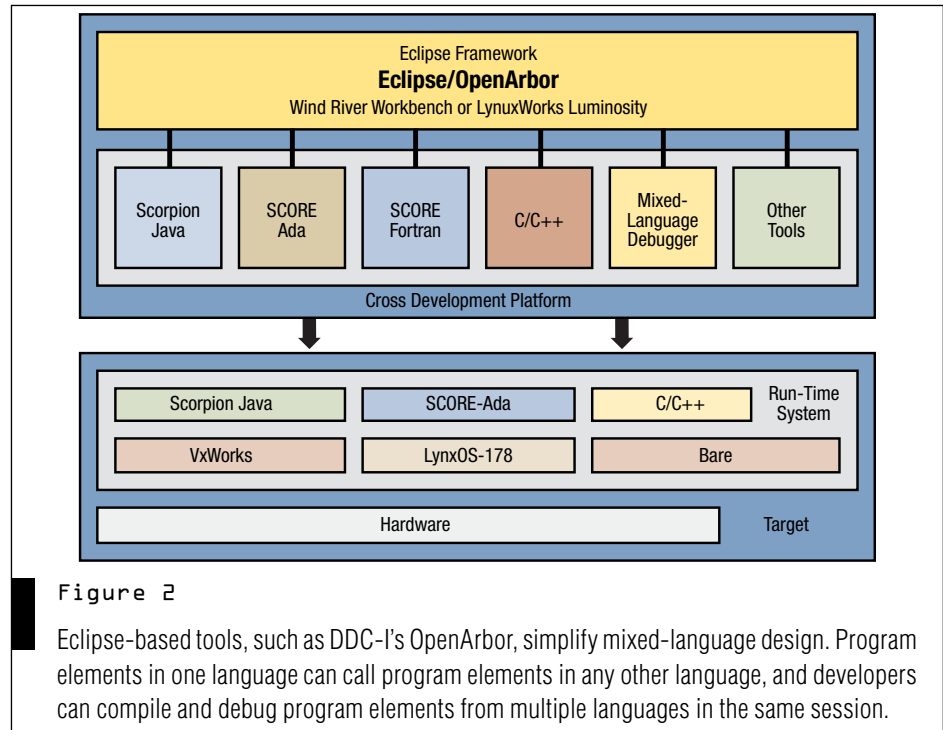 Eclipse Framework
Eclipse/OpenArbor
Wind River Workbench or LynuxWorks Luminosity
Scorpion
Java
SCORE
Ada
SCORE
Fortran
C/C++
Mixed-
Language
Debugger
Other
Tools
Cross Development Platform
Scorpion Java
SCORE-Ada
C/C++
Run-Time
System
VxWorks
LynxOS-178
Bare
Hardware
Target
Figure 2
Eclipse-based tools, such as DDC-I's OpenArbor, simplify mixed-language design. Program
elements in one language can call program elements in any other language, and developers
can compile and debug program elements from multiple languages in the same session.